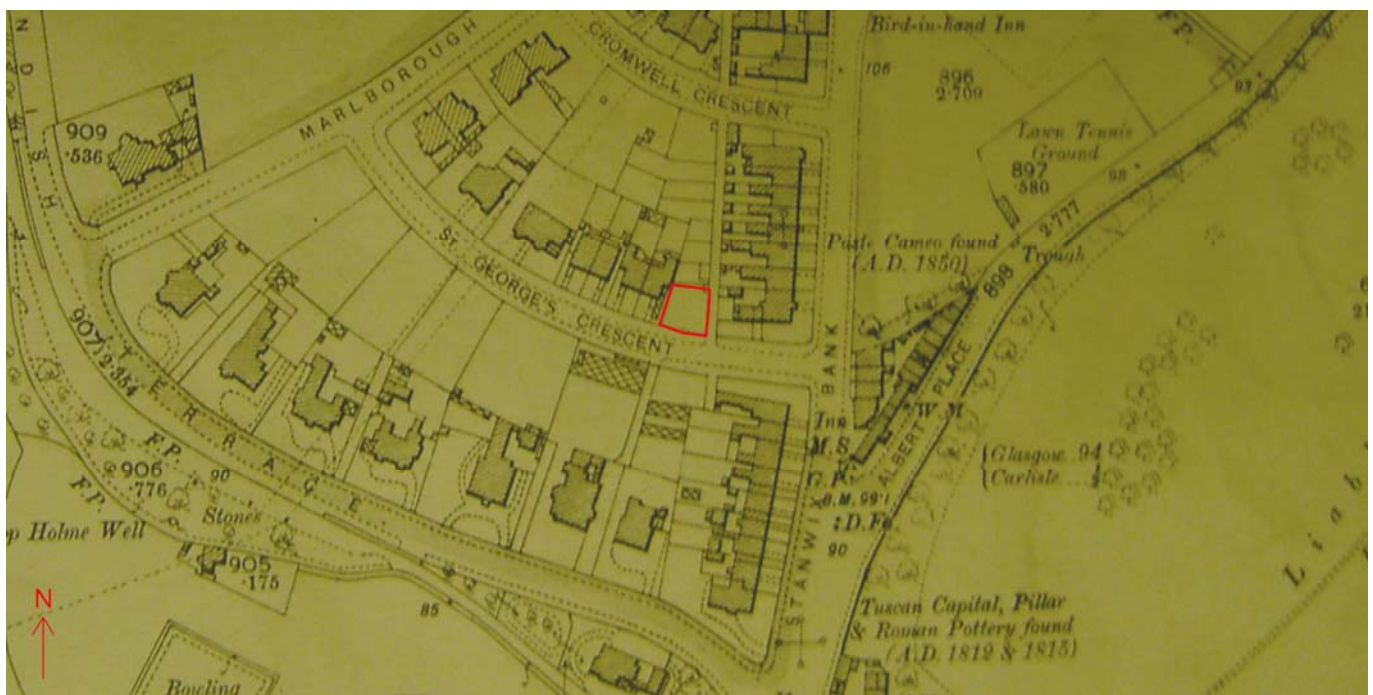 Bird-in-hand Inn
F.P.
MARLBOROUGH
CROMWELL CRESCENT
106
896
2·709
93
909
·536
Lawn Tennis
Ground
897
·580
98
2·777
Paste Cameo found
(A.D. 1850)
Trough
898
ST. GEORGE'S CRESCENT
N D I S H
TERRACE
907
2·354
BANK
ALBERT PLACE
Inn
W.M
M.S.
G.P.
B.M. 99·1
D.Fn.
{Glasgow 94
{Carlisle
STANWIX
F.P.
906
·776
90
F.P.
Stones
90
p Holme Well
905
·175
85
N
Tuscan Capital, Pillar
& Roman Pottery found
(A.D. 1812 & 1815)
Liab
Bowling